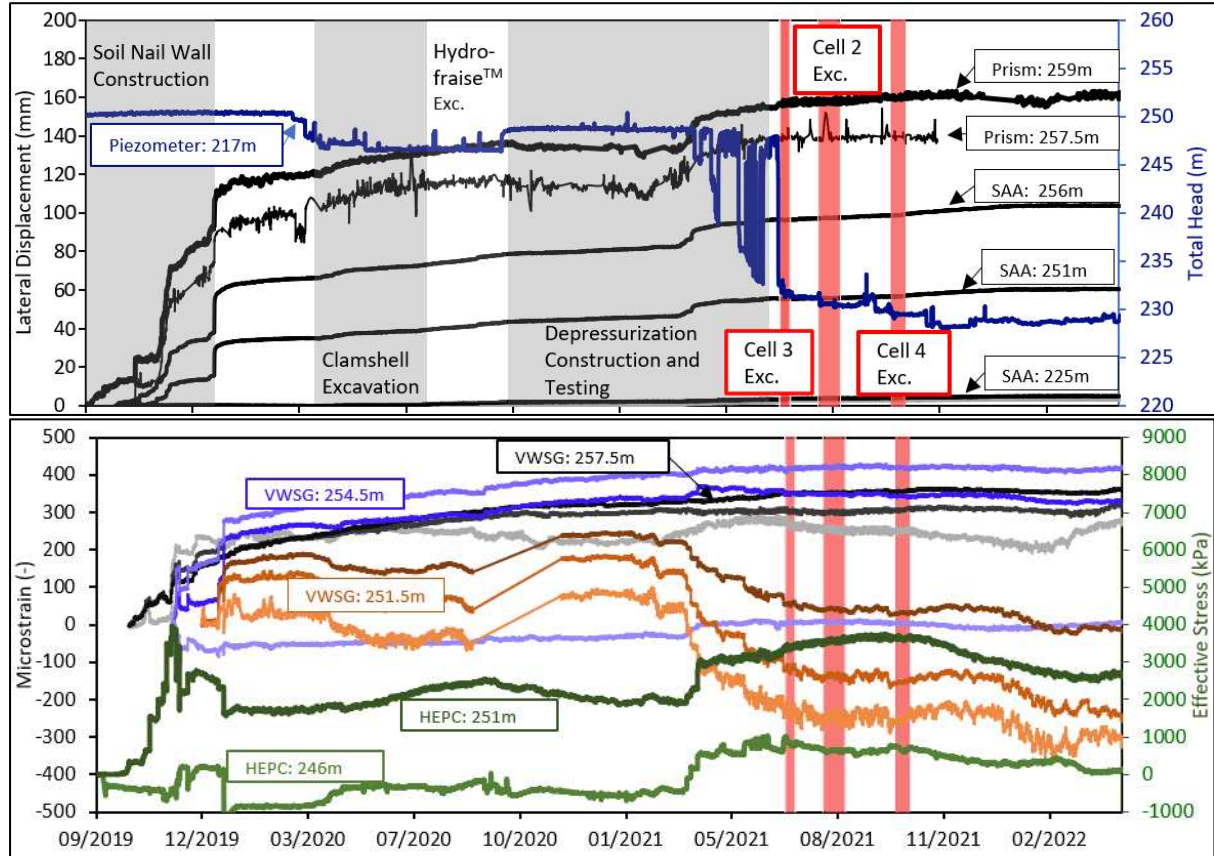 200
180
160
140
120
100
80
60
40
20
0
Lateral Displacement (mm)
Soil Nail Wall
Construction
Piezometer: 217m
Clamshell
Excavation
Hydro-
fraise™
Exc.
Depressurization
Construction and
Testing
Cell 3
Exc.
Cell 2
Exc.
Cell 4
Exc.
Prism: 259m
Prism: 257.5m
SAA: 256m
SAA: 251m
SAA: 225m
260
255
250
245
240
235
230
225
220
Total Head (m)
500
400
300
200
100
0
-100
-200
-300
-400
-500
Microstrain (-)
VWSG: 257.5m
VWSG: 254.5m
VWSG: 251.5m
HEPC: 251m
HEPC: 246m
9000
8000
7000
6000
5000
4000
3000
2000
1000
0
-1000
Effective Stress (kPa)
09/2019
12/2019
03/2020
07/2020
10/2020
01/2021
05/2021
08/2021
11/2021
02/2022